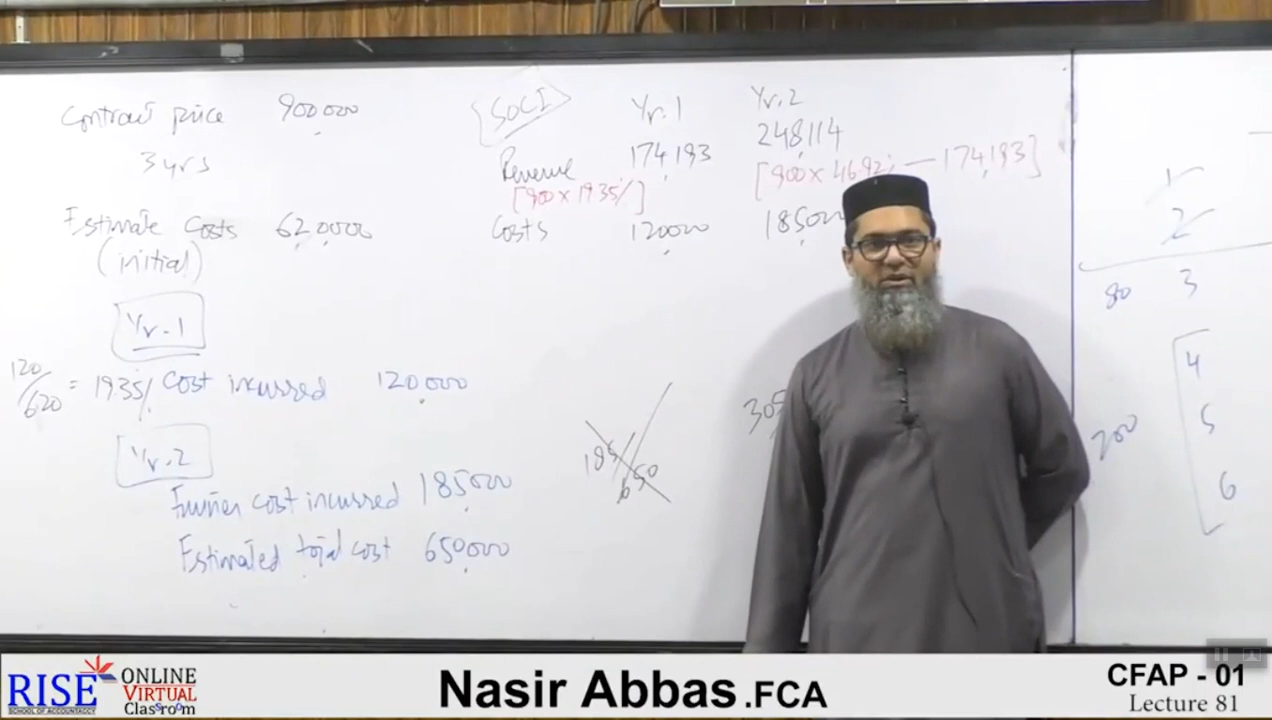 Contract price 900,000
3 yrs
Estimate Costs 620,000
(initial)
Yr.1
120/620 = 19.35% Cost incurred 120,000
Yr.2
Further cost incurred 185,000
Estimated total cost 650,000
SOCI
Yr.1 Yr.2
Revenue 174,193 248,114
[900 x 19.35%] [900 x 46.92% — 174,193]
Costs 120,000 185,000
185/650
305
1
2
80 3
4
200 5
6
RISE
SCHOOL OF ACCOUNTANCY
ONLINE
VIRTUAL
Classroom
Nasir Abbas.FCA
CFAP - 01
Lecture 81